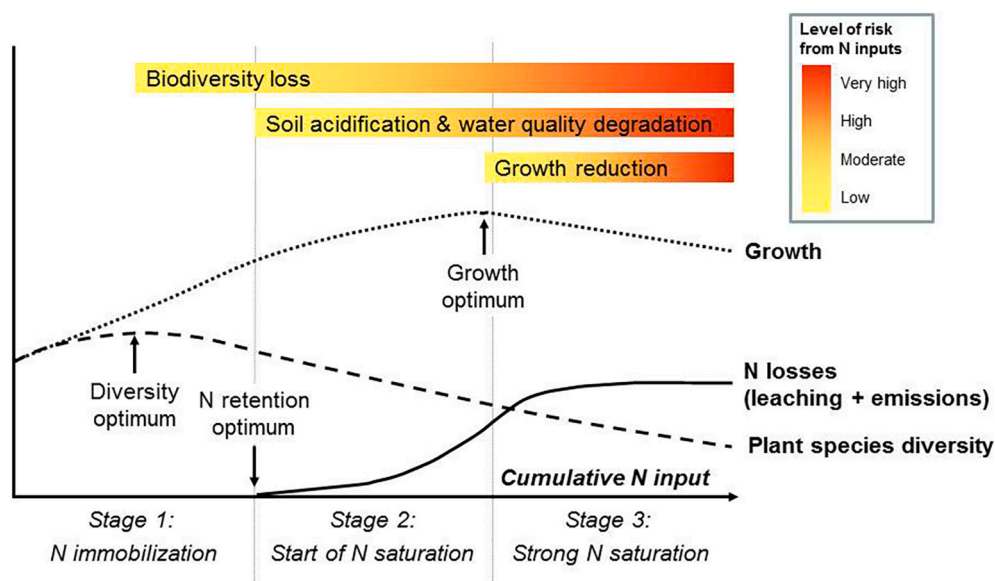 Level of risk
from N inputs
Very high
High
Moderate
Low
Biodiversity loss
Soil acidification & water quality degradation
Growth reduction
Growth
optimum
Growth
Diversity
optimum
N retention
optimum
N losses
(leaching + emissions)
Plant species diversity
Cumulative N input
Stage 1:
N immobilization
Stage 2:
Start of N saturation
Stage 3:
Strong N saturation